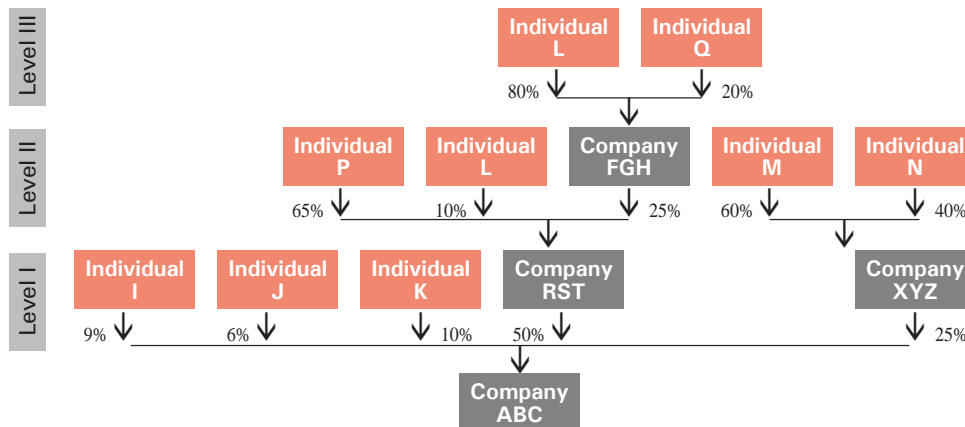 Level III
Individual
L
Individual
Q
80%
20%
Level II
Individual
P
Individual
L
Company
FGH
Individual
M
Individual
N
65%
10%
25%
60%
40%
Level I
Individual
I
Individual
J
Individual
K
Company
RST
Company
XYZ
9%
6%
10%
50%
25%
Company
ABC